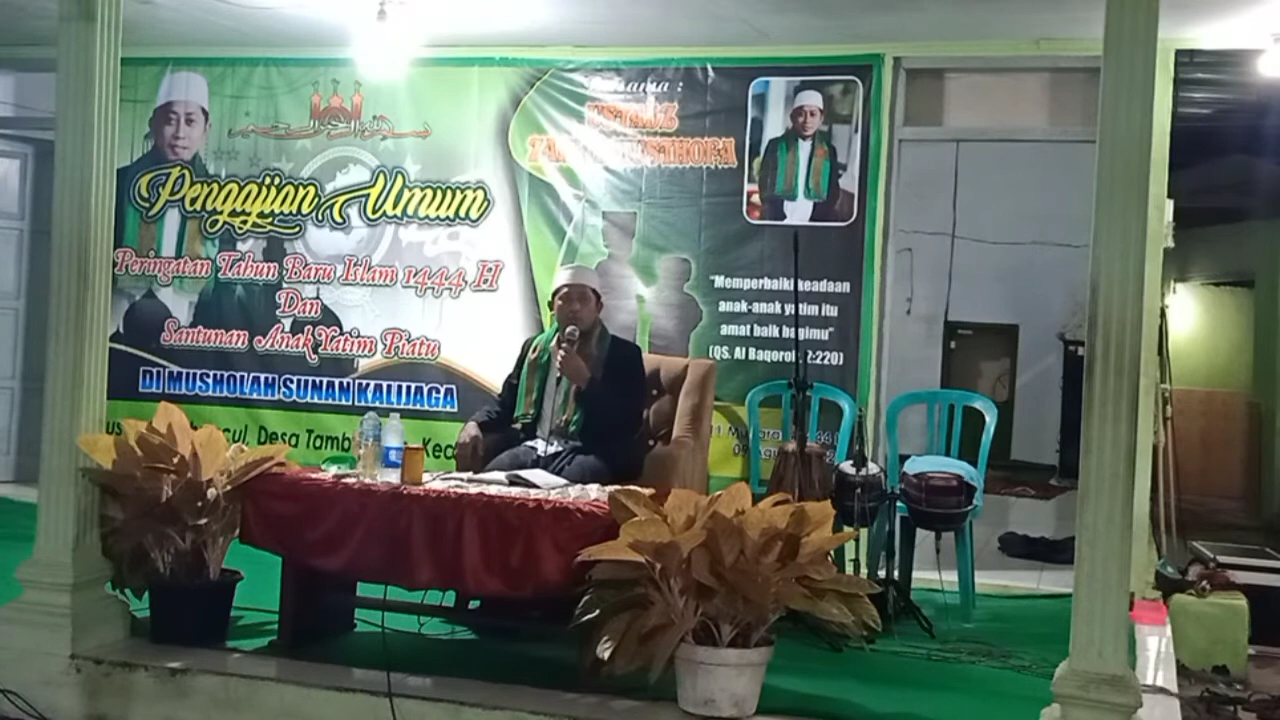 Pengajian Umum
Peringatan Tahun Baru Islam 1444 H
Dan
Santunan Anak Yatim Piatu
DI MUSHOLAH SUNAN KALIJAGA
Desa
USTADZ
"Memperbaiki keadaan
anak-anak yatim itu
amat baik bagimu"
(QS. Al Baqoroh, 2:220)